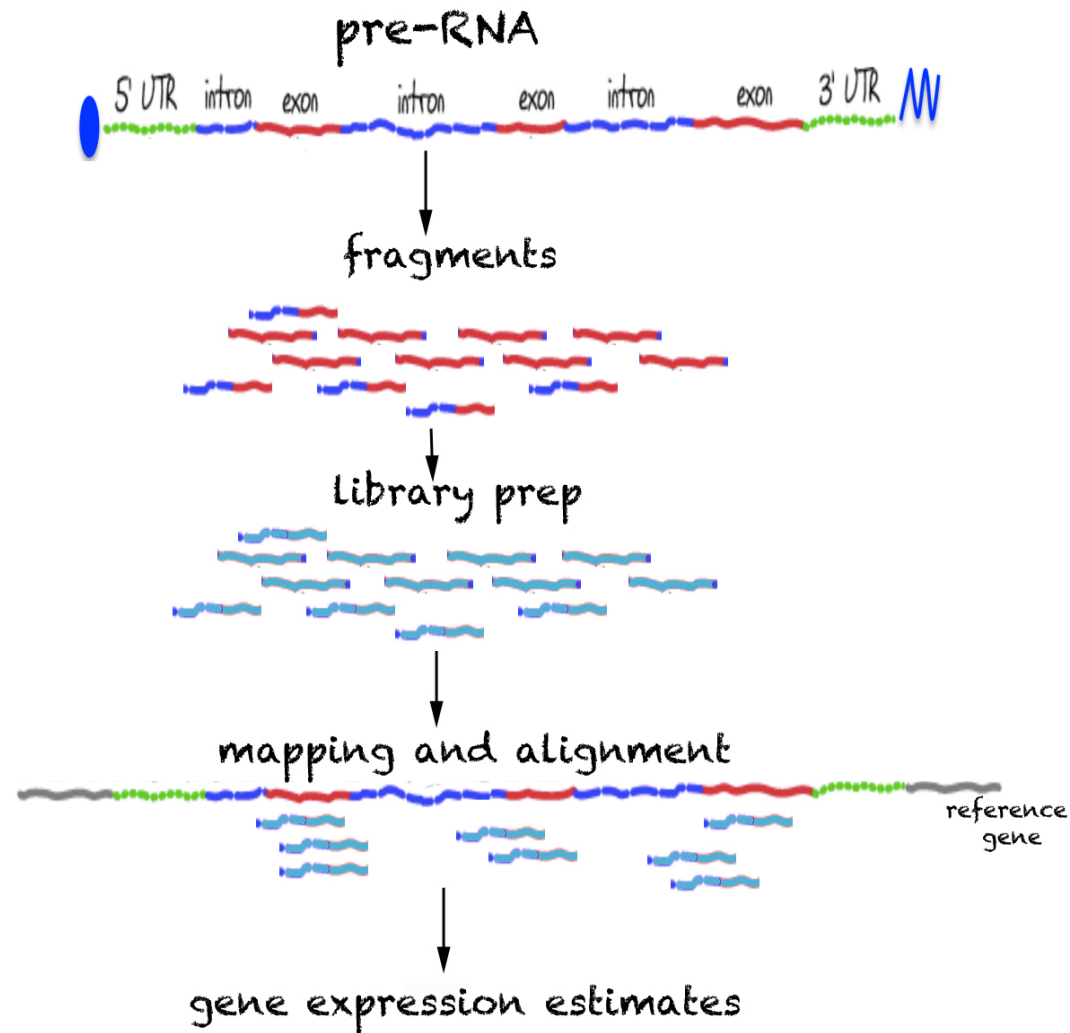 pre-RNA
5' UTR intron exon intron exon intron exon 3' UTR
fragments
library prep
mapping and alignment
reference
gene
gene expression estimates